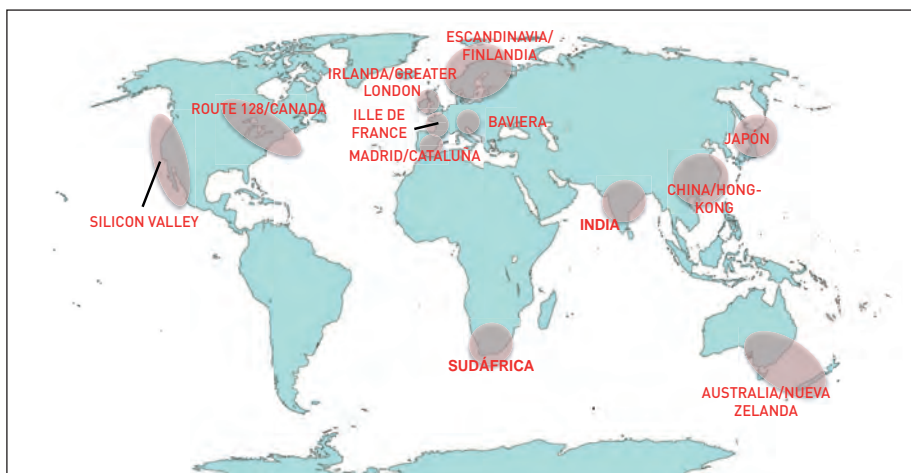 ESCANDINAVIA/
FINLANDIA
IRLANDA/GREATER
LONDON
ROUTE 128/CANADA
ILLE DE
FRANCE
BAVIERA
JAPÓN
MADRID/CATALUÑA
CHINA/HONG-
KONG
SILICON VALLEY
INDIA
SUDÁFRICA
AUSTRALIA/NUEVA
ZELANDA